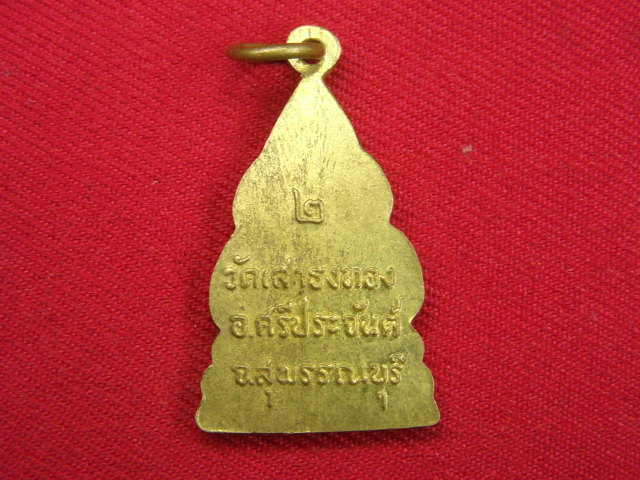 ๒
วัดเสาธงทอง
อ.ศรีประจันต์
จ.สุพรรณบุรี